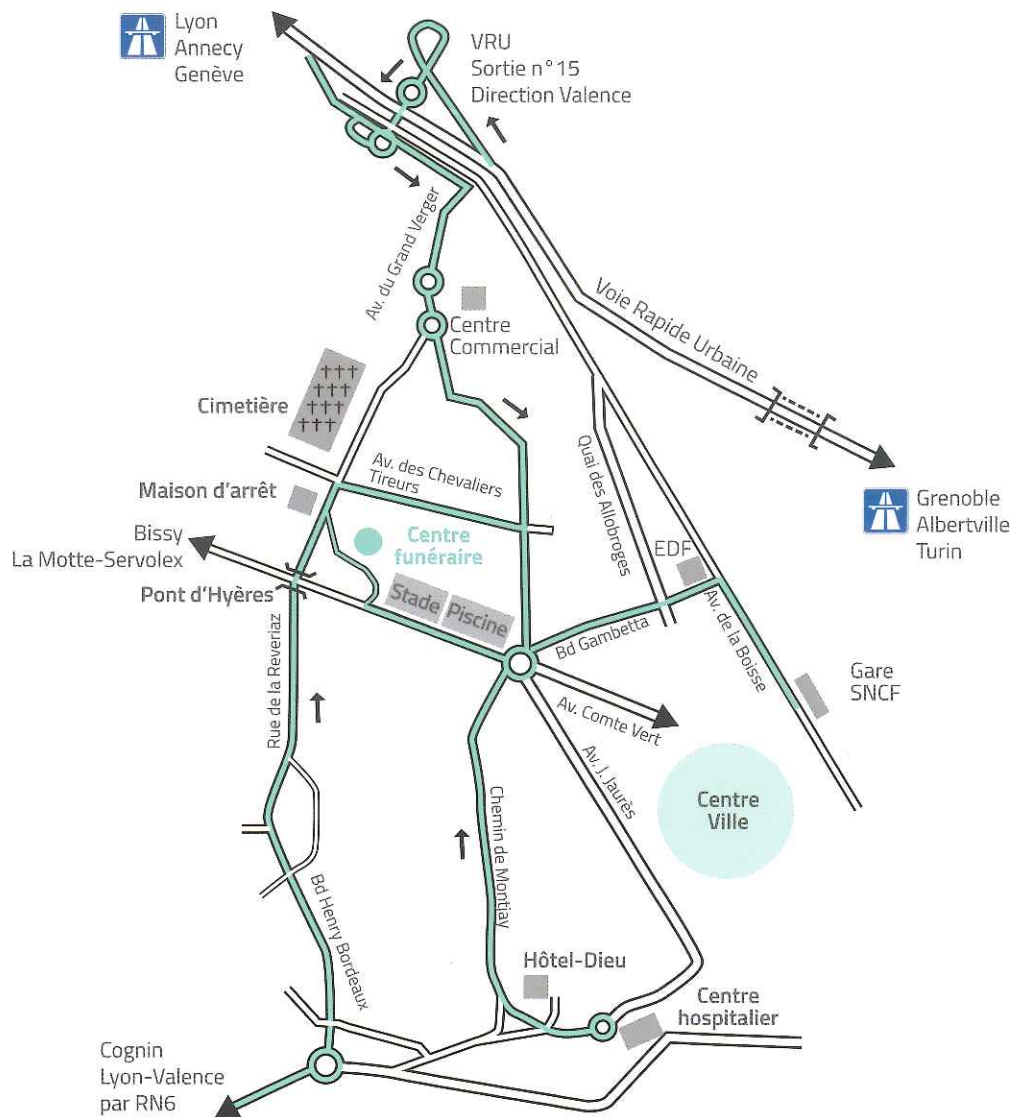 Lyon
Annecy
Genève
VRU
Sortie n° 15
Direction Valence
Av. du Grand Verger
Centre
Commercial
Voie Rapide Urbaine
Cimetière
Av. des Chevaliers
Tireurs
Quai des Allobroges
Maison d'arrêt
Grenoble
Albertville
Turin
Bissy
La Motte-Servolex
Centre
funéraire
EDF
Pont d'Hyères
Stade
Piscine
Bd Gambetta
Av. de la Boisse
Gare
SNCF
Rue de la Reveriaz
Av. Comte Vert
Av. J. Jaurès
Centre
Ville
Chemin de Montjay
Bd Henry Bordeaux
Hôtel-Dieu
Centre
hospitalier
Cognin
Lyon-Valence
par RN6